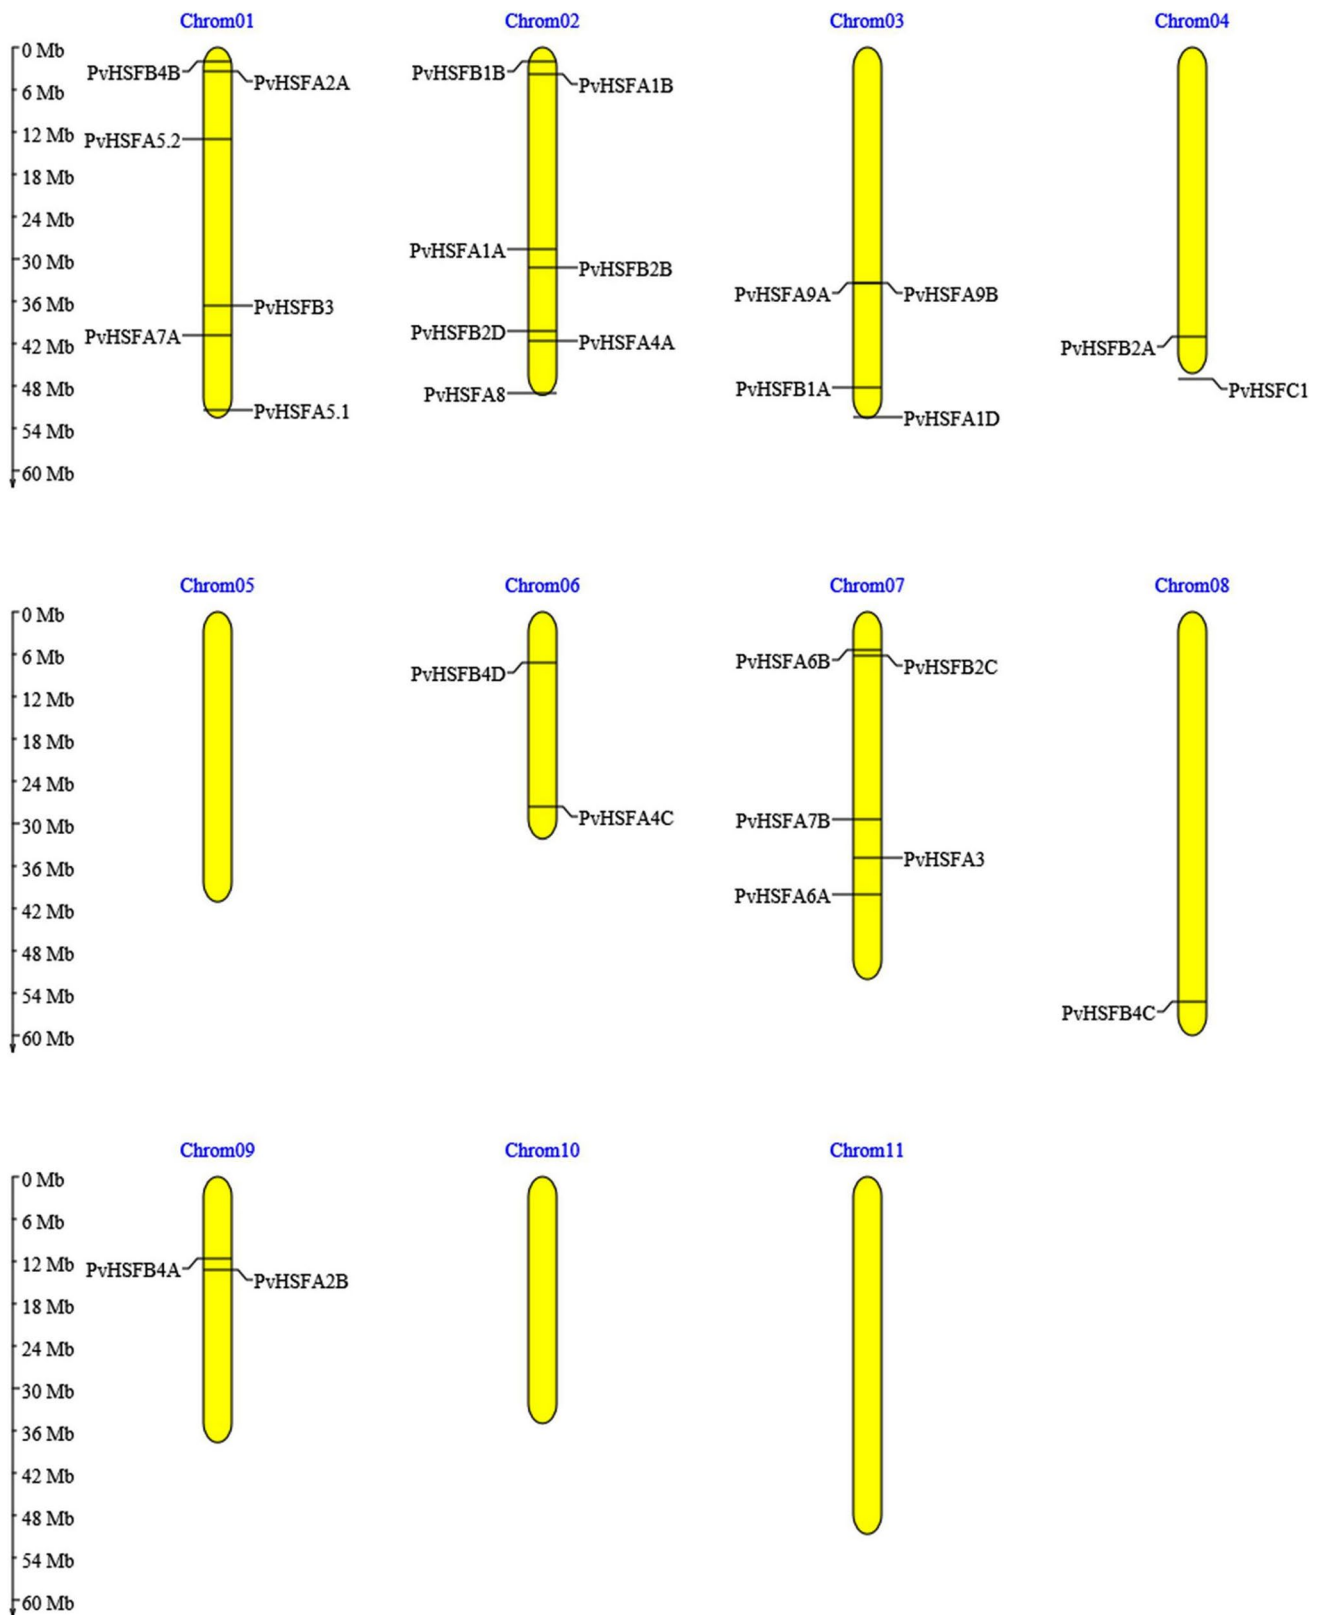 Chrom01 Chrom02 Chrom03 Chrom04
0 Mb
PvHSFB4B PvHSFB1B
PvHSFA2A PvHSFA1B
6 Mb
12 Mb
PvHSFA5.2
18 Mb
24 Mb
PvHSFA1A
30 Mb
PvHSFB2B
PvHSFA9A PvHSFA9B
36 Mb
PvHSFB3
PvHSFB2D
PvHSFA7A
42 Mb
PvHSFA4A
PvHSFB2A
48 Mb
PvHSFB1A
PvHSFC1
PvHSFA8
PvHSFA5.1
PvHSFA1D
54 Mb
60 Mb
Chrom05 Chrom06 Chrom07 Chrom08
0 Mb
6 Mb
PvHSFA6B
PvHSFB2C
PvHSFB4D
12 Mb
18 Mb
24 Mb
PvHSFA4C
PvHSFA7B
30 Mb
PvHSFA3
36 Mb
PvHSFA6A
42 Mb
48 Mb
54 Mb
PvHSFB4C
60 Mb
Chrom09 Chrom10 Chrom11
0 Mb
6 Mb
12 Mb
PvHSFB4A
PvHSFA2B
18 Mb
24 Mb
30 Mb
36 Mb
42 Mb
48 Mb
54 Mb
60 Mb